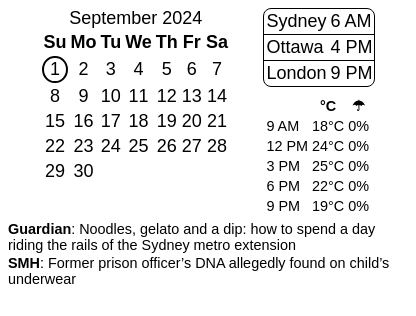 September 2024
Su Mo Tu We Th Fr Sa
1 2 3 4 5 6 7
8 9 10 11 12 13 14
15 16 17 18 19 20 21
22 23 24 25 26 27 28
29 30
Sydney 6 AM
Ottawa 4 PM
London 9 PM
°C ☂
9 AM 18°C 0%
12 PM 24°C 0%
3 PM 25°C 0%
6 PM 22°C 0%
9 PM 19°C 0%
Guardian: Noodles, gelato and a dip: how to spend a day
riding the rails of the Sydney metro extension
SMH: Former prison officer’s DNA allegedly found on child’s
underwear